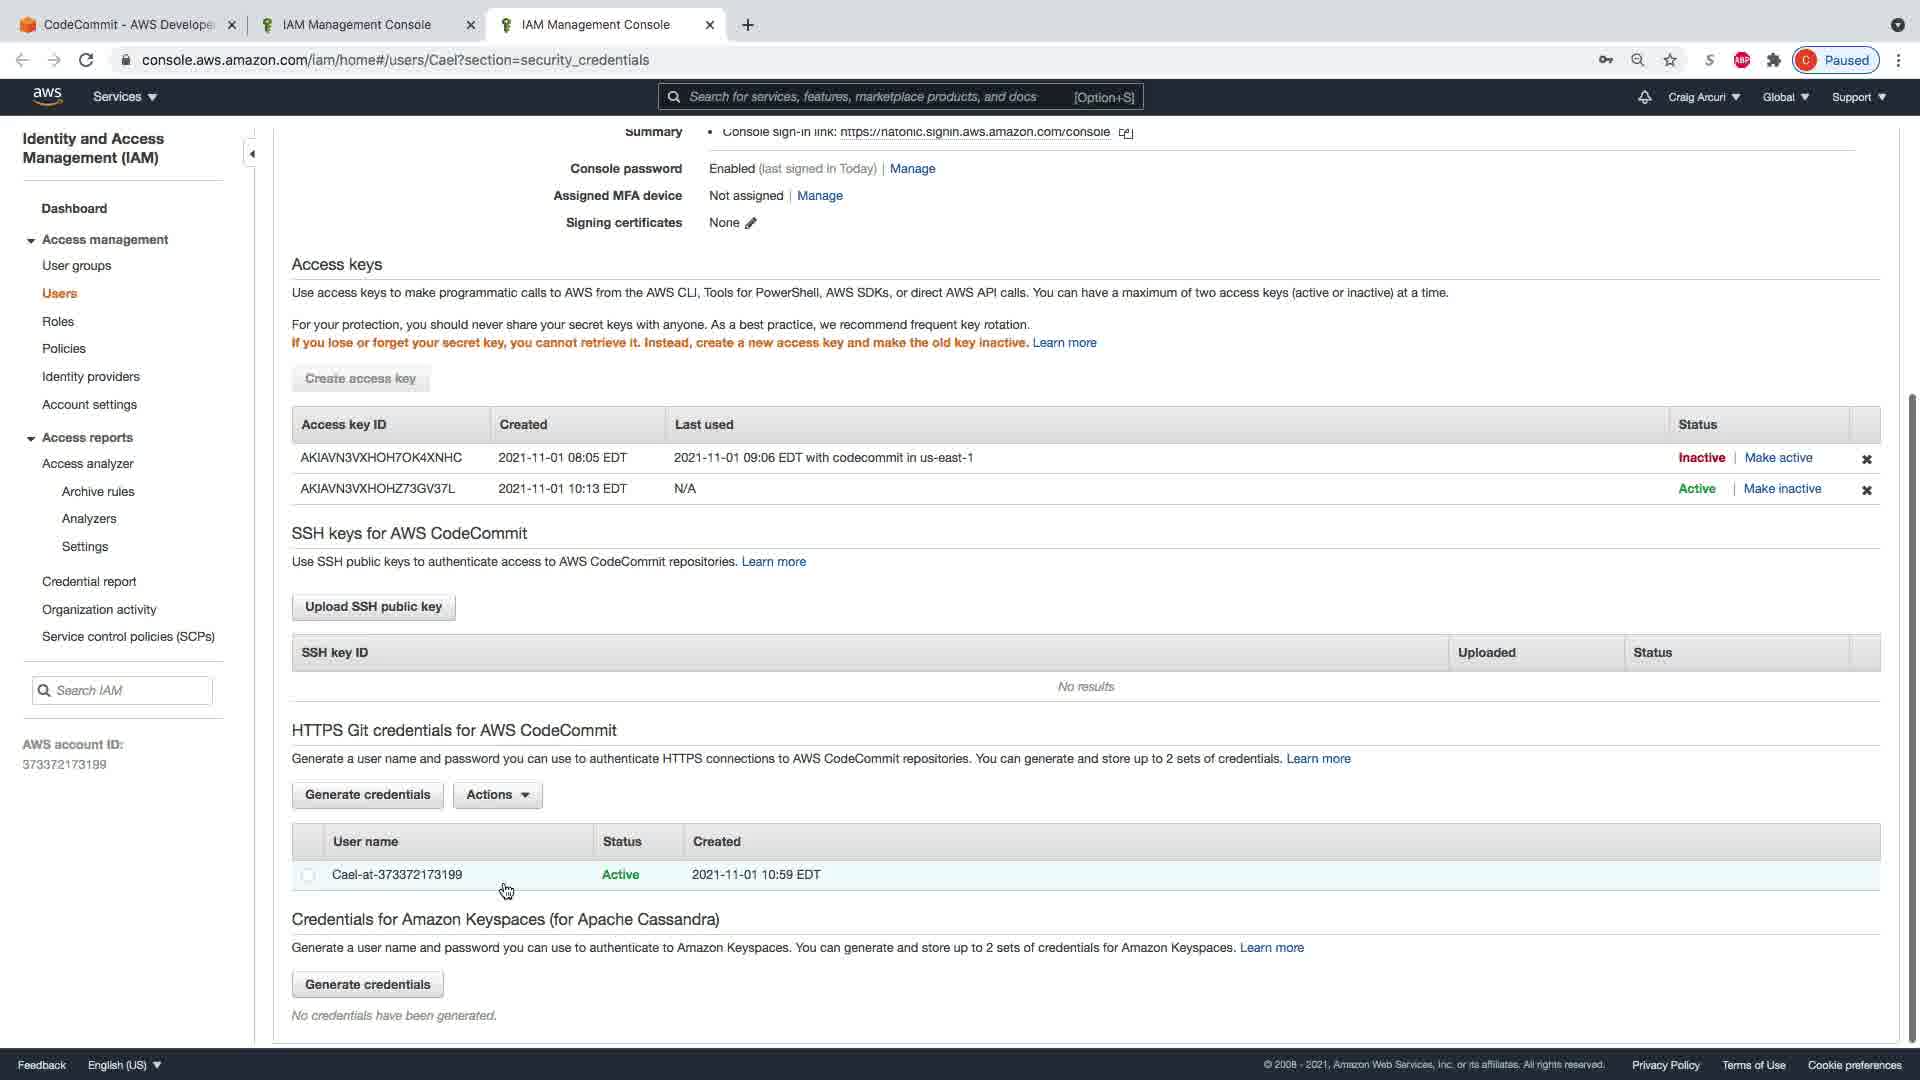 CodeCommit - AWS Develope
IAM Management Console
IAM Management Console
console.aws.amazon.com/iam/home#/users/Cael?section=security_credentials
ABP
C Paused
aws
Services
Search for services, features, marketplace products, and docs [Option+S]
Craig Arcuri
Global
Support
Identity and Access
Management (IAM)
Dashboard
Access management
User groups
Users
Roles
Policies
Identity providers
Account settings
Access reports
Access analyzer
Archive rules
Analyzers
Settings
Credential report
Organization activity
Service control policies (SCPs)
Search IAM
AWS account ID:
373372173199
Summary • Console sign-in link: https://natonic.signin.aws.amazon.com/console
Console password Enabled (last signed in Today) | Manage
Assigned MFA device Not assigned | Manage
Signing certificates None
Access keys
Use access keys to make programmatic calls to AWS from the AWS CLI, Tools for PowerShell, AWS SDKs, or direct AWS API calls. You can have a maximum of two access keys (active or inactive) at a time.
For your protection, you should never share your secret keys with anyone. As a best practice, we recommend frequent key rotation.
If you lose or forget your secret key, you cannot retrieve it. Instead, create a new access key and make the old key inactive. Learn more
Create access key
Access key ID Created Last used Status
AKIAVN3VXHOH7OK4XNHC 2021-11-01 08:05 EDT 2021-11-01 09:06 EDT with codecommit in us-east-1 Inactive | Make active
AKIAVN3VXHOHZ73GV37L 2021-11-01 10:13 EDT N/A Active | Make inactive
SSH keys for AWS CodeCommit
Use SSH public keys to authenticate access to AWS CodeCommit repositories. Learn more
Upload SSH public key
SSH key ID Uploaded Status
No results
HTTPS Git credentials for AWS CodeCommit
Generate a user name and password you can use to authenticate HTTPS connections to AWS CodeCommit repositories. You can generate and store up to 2 sets of credentials. Learn more
Generate credentials Actions
User name Status Created
Cael-at-373372173199 Active 2021-11-01 10:59 EDT
Credentials for Amazon Keyspaces (for Apache Cassandra)
Generate a user name and password you can use to authenticate to Amazon Keyspaces. You can generate and store up to 2 sets of credentials for Amazon Keyspaces. Learn more
Generate credentials
No credentials have been generated.
Feedback English (US)
© 2008 - 2021, Amazon Web Services, Inc. or its affiliates. All rights reserved. Privacy Policy Terms of Use Cookie preferences